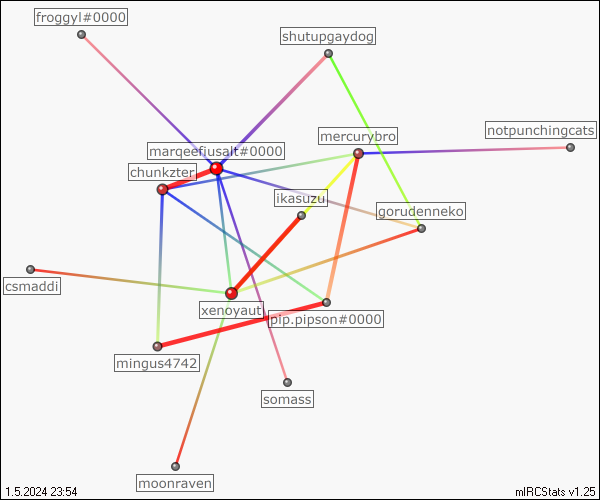 froggyl#0000
shutupgaydog
notpunchingcats
mercurybro
marqeefjusalt#0000
chunkzter
ikasuzu
gorudenneko
csmaddi
xenoyaut
pip.pipson#0000
mingus4742
somass
moonraven
1.5.2024 23:54
mIRCStats v1.25